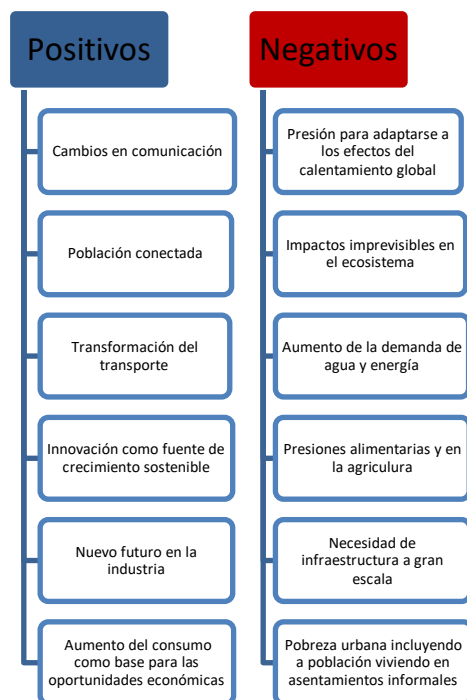 Positivos
Cambios en comunicación
Población conectada
Transformación del
transporte
Innovación como fuente de
crecimiento sostenible
Nuevo futuro en la
industria
Aumento del consumo
como base para las
oportunidades económicas
Negativos
Presión para adaptarse a
los efectos del
calentamiento global
Impactos imprevisibles en
el ecosistema
Aumento de la demanda de
agua y energía
Presiones alimentarias y en
la agriculura
Necesidad de
infraestructura a gran
escala
Pobreza urbana incluyendo
a población viviendo en
asentamientos informales